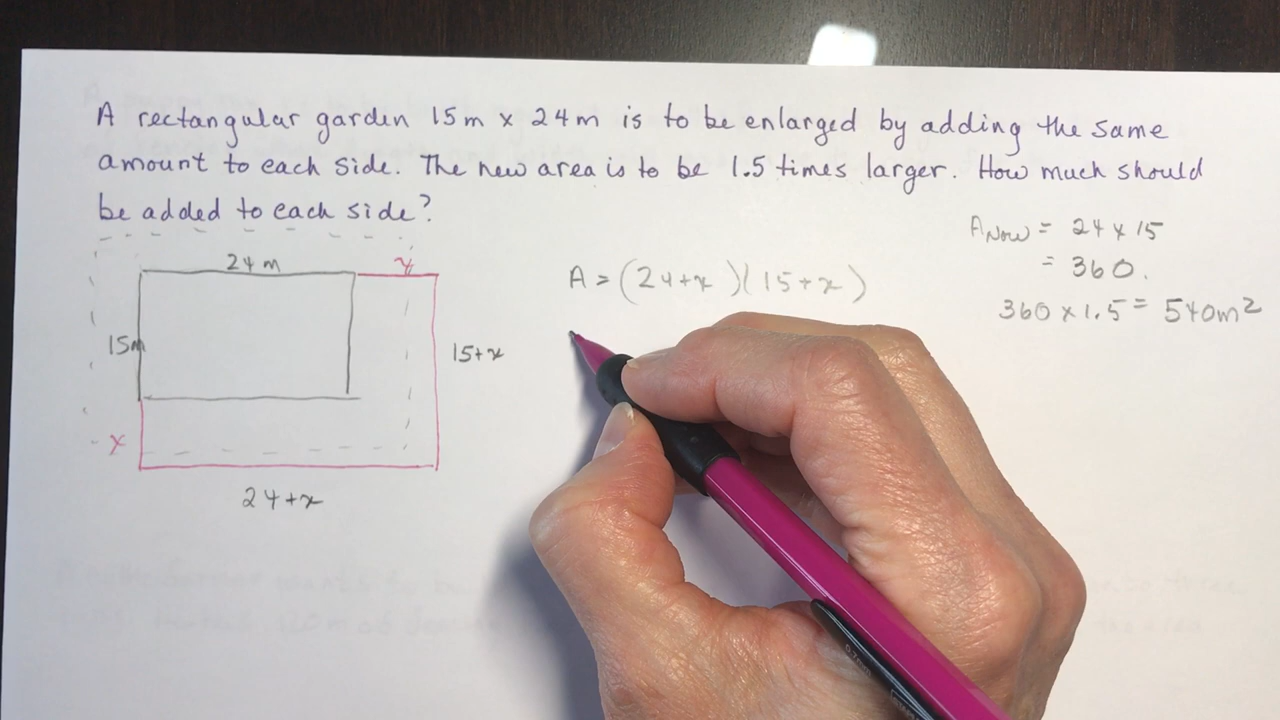 A rectangular garden 15m x 24m is to be enlarged by adding the same
amount to each side. The new area is to be 1.5 times larger. How much should
be added to each side?
24m
x
15m
15+x
x
24+x
A = (24+x)(15+x)
A Now = 24 x 15
= 360.
360 x 1.5 = 540m²